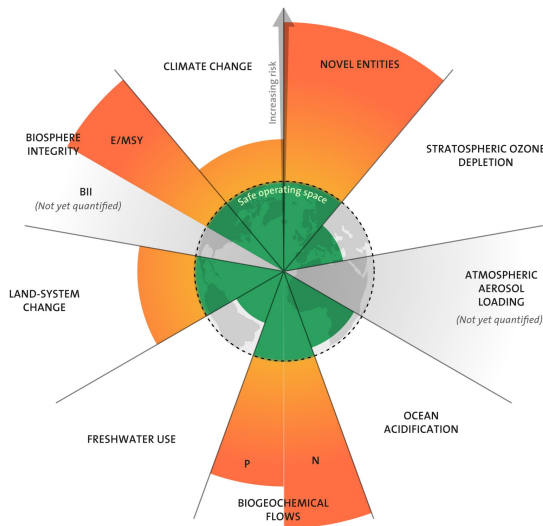 CLIMATE CHANGE
Increasing risk
NOVEL ENTITIES
BIOSPHERE
INTEGRITY
E/MSY
STRATOSPHERIC OZONE
DEPLETION
BII
(Not yet quantified)
Safe operating space
LAND-SYSTEM
CHANGE
ATMOSPHERIC
AEROSOL
LOADING
(Not yet quantified)
FRESHWATER USE
OCEAN
ACIDIFICATION
P
N
BIOGEOCHEMICAL
FLOWS